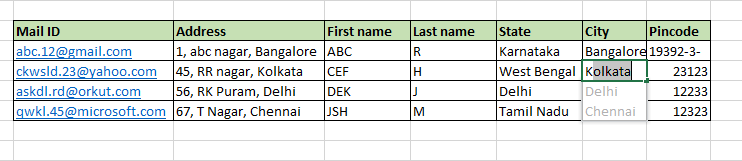 Mail ID Address First name Last name State City Pincode
abc.12@gmail.com 1, abc nagar, Bangalore ABC R Karnataka Bangalore 19392-3-
ckwsld.23@yahoo.com 45, RR nagar, Kolkata CEF H West Bengal Kolkata 23123
askdl.rd@orkut.com 56, RK Puram, Delhi DEK J Delhi Delhi 12233
qwkl.45@microsoft.com 67, T Nagar, Chennai JSH M Tamil Nadu Chennai 12323